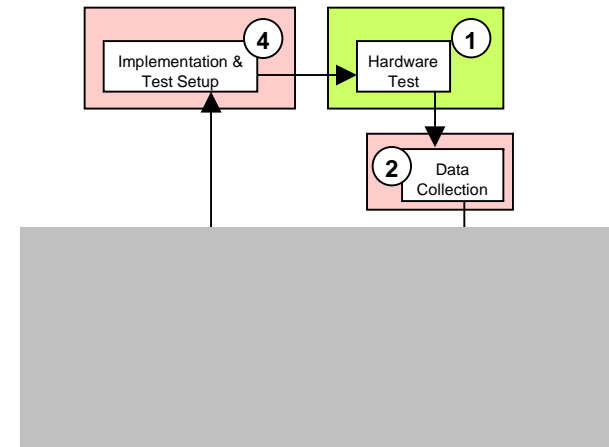 4
Implementation &
Test Setup
1
Hardware
Test
2
Data
Collection